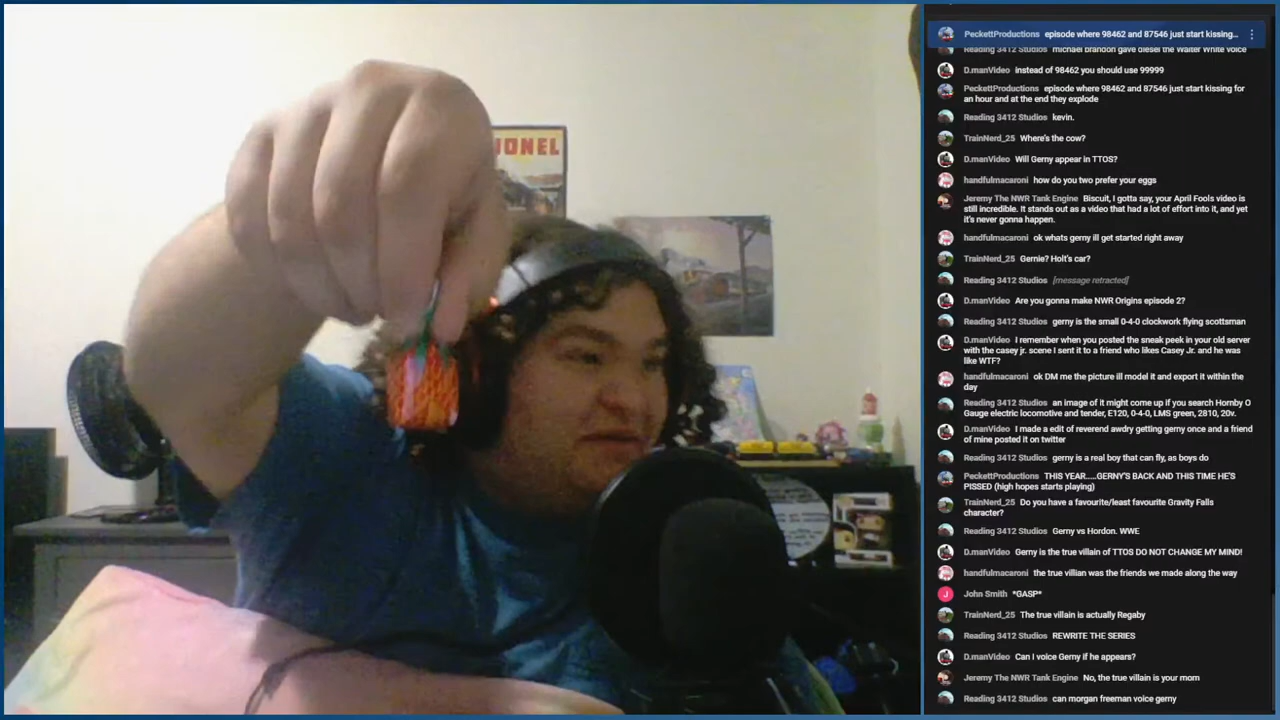 IONEL
PeckettProductions episode where 98462 and 87546 just start kissing...
Reading 3412 Studios michael brandon gave diesel the Walter White voice
D.manVideo instead of 98462 you should use 99999
PeckettProductions episode where 98462 and 87546 just start kissing for
an hour and at the end they explode
Reading 3412 Studios kevin.
TrainNerd_25 Where's the cow?
D.manVideo Will Gerny appear in TTOS?
handfulmacaroni how do you two prefer your eggs
Jeremy The NWR Tank Engine Biscuit, I gotta say, your April Fools video is
still incredible. It stands out as a video that had a lot of effort into it, and yet
it's never gonna happen.
handfulmacaroni ok whats gerny ill get started right away
TrainNerd_25 Gernie? Holt's car?
Reading 3412 Studios [message retracted]
D.manVideo Are you gonna make NWR Origins episode 2?
Reading 3412 Studios gerny is the small 0-4-0 clockwork flying scottsman
D.manVideo I remember when you posted the sneak peek in your old server
with the casey jr. scene I sent it to a friend who likes Casey Jr. and he was
like WTF?
handfulmacaroni ok DM me the picture ill model it and export it within the
day
Reading 3412 Studios an image of it might come up if you search Hornby O
Gauge electric locomotive and tender, E120, 0-4-0, LMS green, 2810, 20v.
D.manVideo I made a edit of reverend awdry getting gerny once and a friend
of mine posted it on twitter
Reading 3412 Studios gerny is a real boy that can fly, as boys do
PeckettProductions THIS YEAR.....GERNY'S BACK AND THIS TIME HE'S
PISSED (high hopes starts playing)
TrainNerd_25 Do you have a favourite/least favourite Gravity Falls
character?
Reading 3412 Studios Gerny vs Hordon. WWE
D.manVideo Gerny is the true villain of TTOS DO NOT CHANGE MY MIND!
handfulmacaroni the true villian was the friends we made along the way
J John Smith *GASP*
TrainNerd_25 The true villain is actually Regaby
Reading 3412 Studios REWRITE THE SERIES
D.manVideo Can I voice Gerny if he appears?
Jeremy The NWR Tank Engine No, the true villain is your mom
Reading 3412 Studios can morgan freeman voice gerny